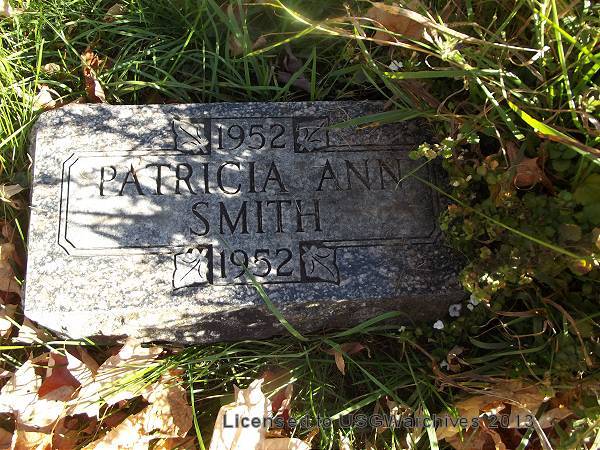 1952
PATRICIA ANN
SMITH
1952
Licensed to USGWarchives 2013